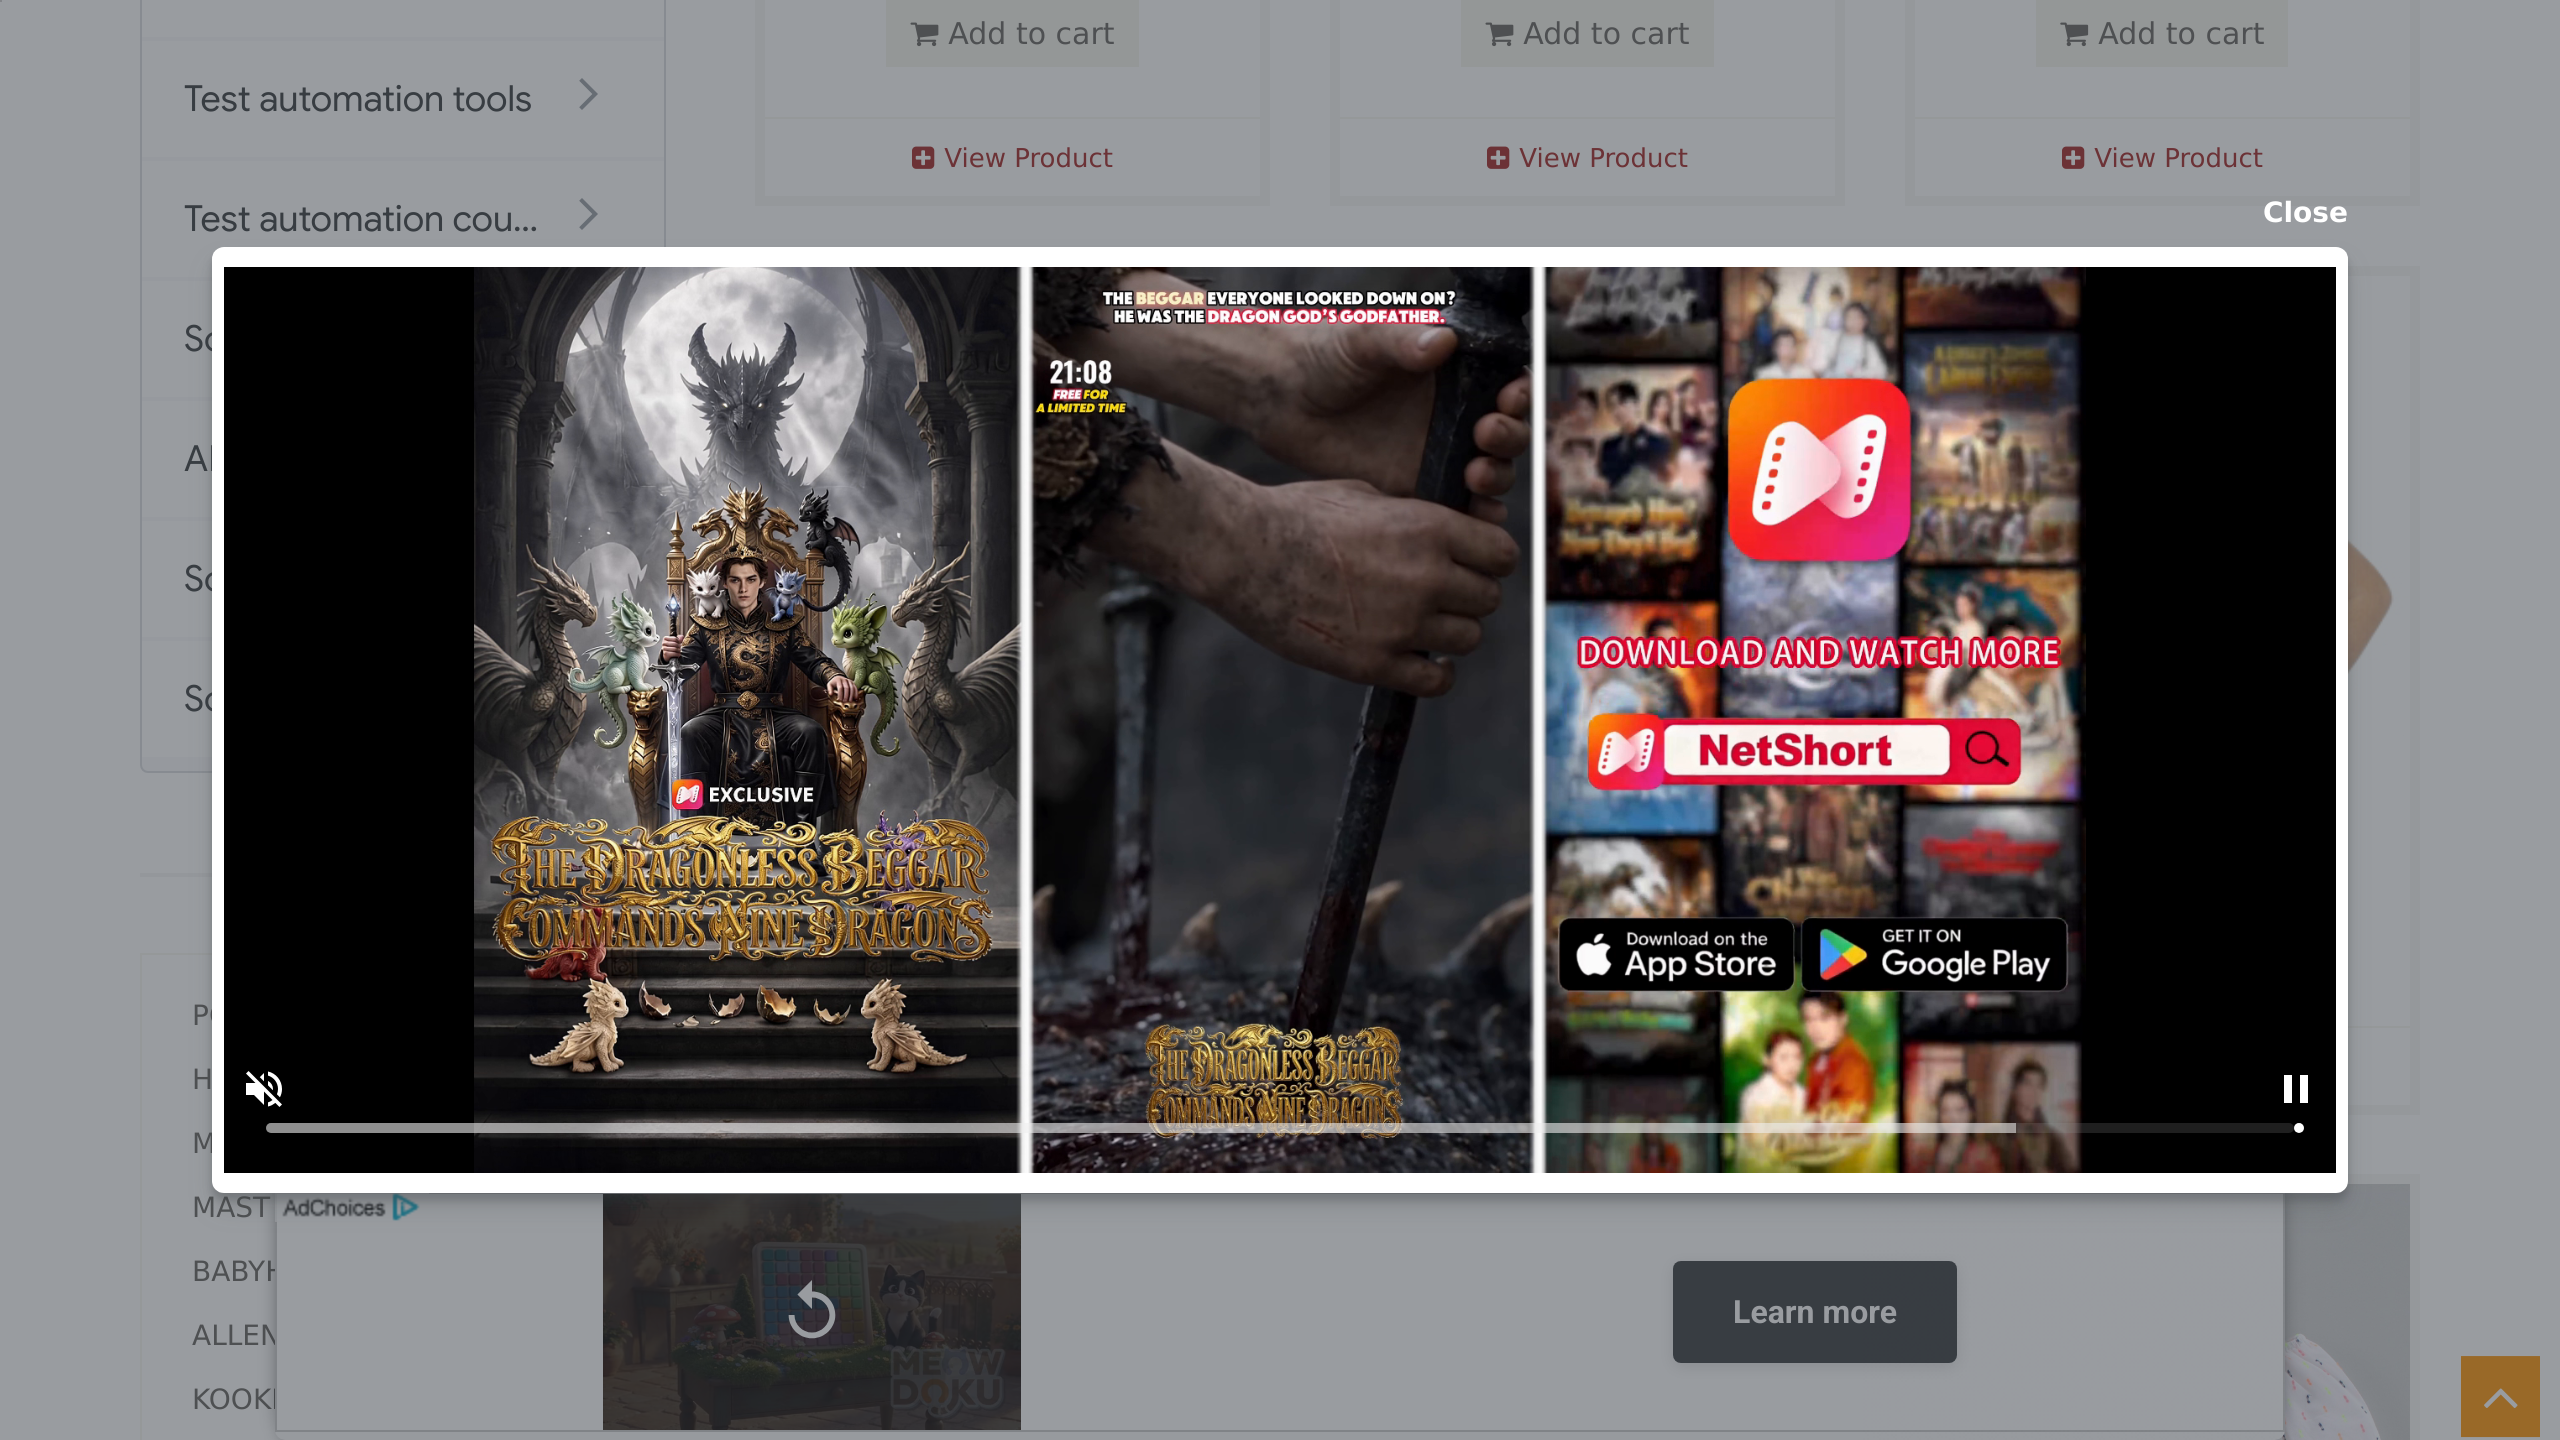 Add to cart
Add to cart
Add to cart
Test automation tools
View Product
View Product
View Product
Test automation cou...
Close
THE BEGGAR EVERYONE LOOKED DOWN ON?
HE WAS THE DRAGON GOD'S GODFATHER.
21:08
FREE FOR
A LIMITED TIME
DOWNLOAD AND WATCH MORE
NetShort
EXCLUSIVE
THE DRAGONLESS BEGGAR
COMMANDS NINE DRAGONS
Download on the
App Store
GET IT ON
Google Play
THE DRAGONLESS BEGGAR
COMMANDS NINE DRAGONS
MAST
AdChoices
BABYH
ALLEN
Learn more
MEOW
DOKU